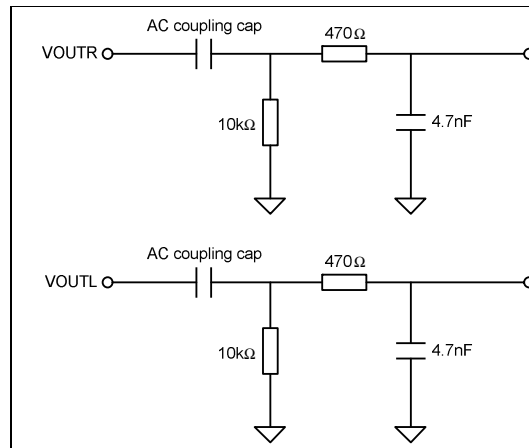 AC coupling cap
470Ω
VOUTR
10kΩ
4.7nF
AC coupling cap
470Ω
VOUTL
10kΩ
4.7nF